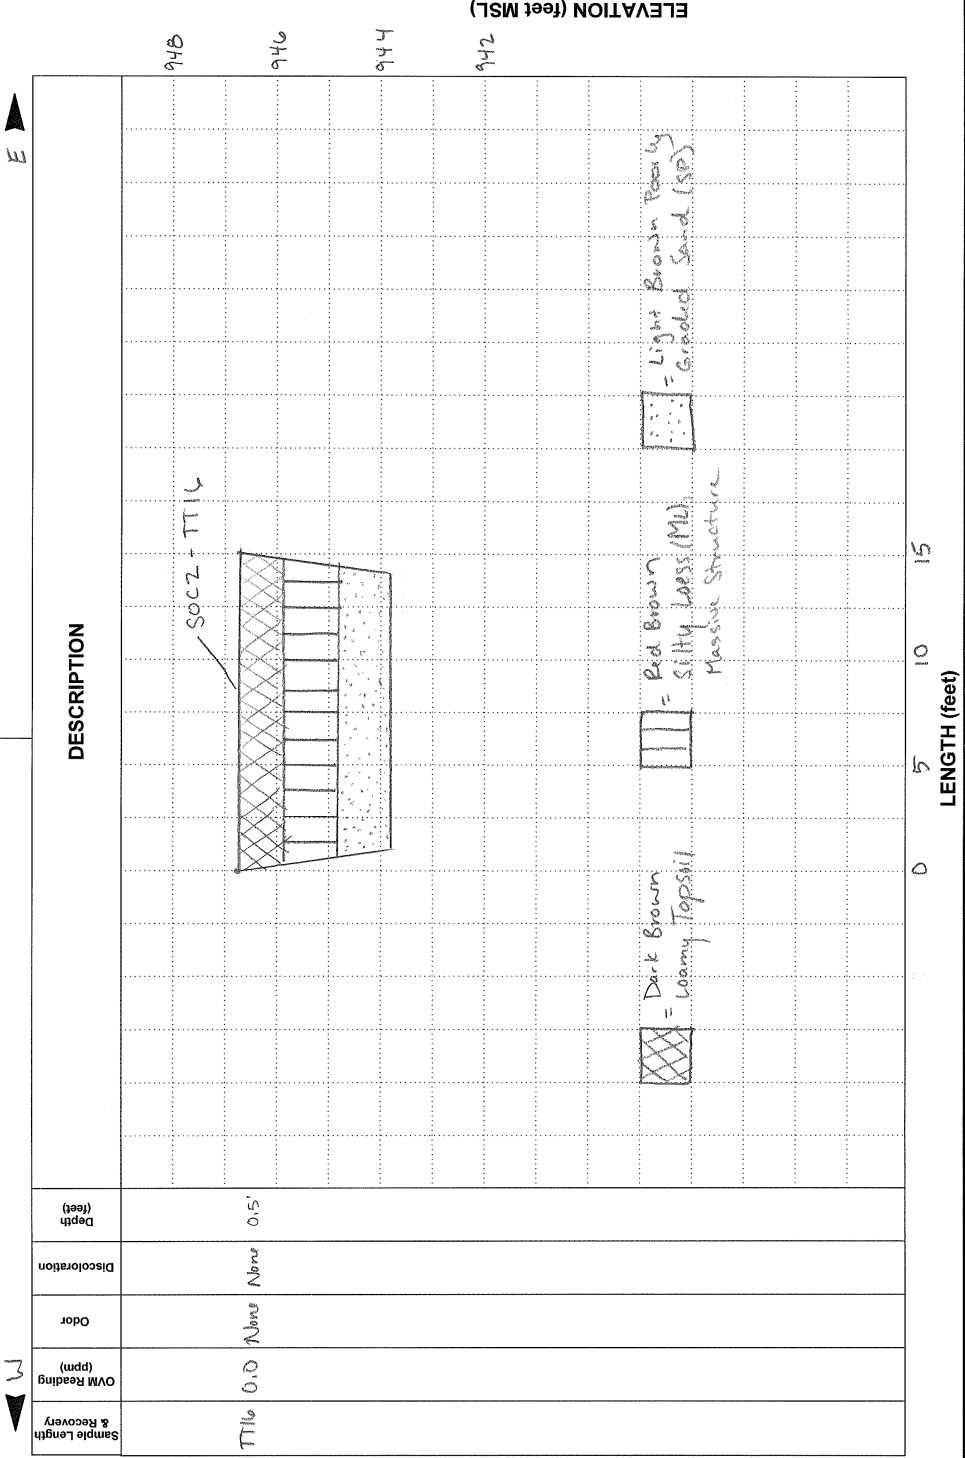 W
E
Sample Length
& Recovery
OVM Reading
(ppm)
Odor
Discoloration
Depth
(feet)
DESCRIPTION
TT16
0.0
None
None
0.5'
SOC2-TT16
948
946
944
942
ELEVATION (feet MSL)
= Dark Brown
Loamy Topsoil
= Red Brown
Silty Loess (ML),
Massive Structure
= Light Brown Poorly
Graded Sand (SP)
0
5
10
15
LENGTH (feet)